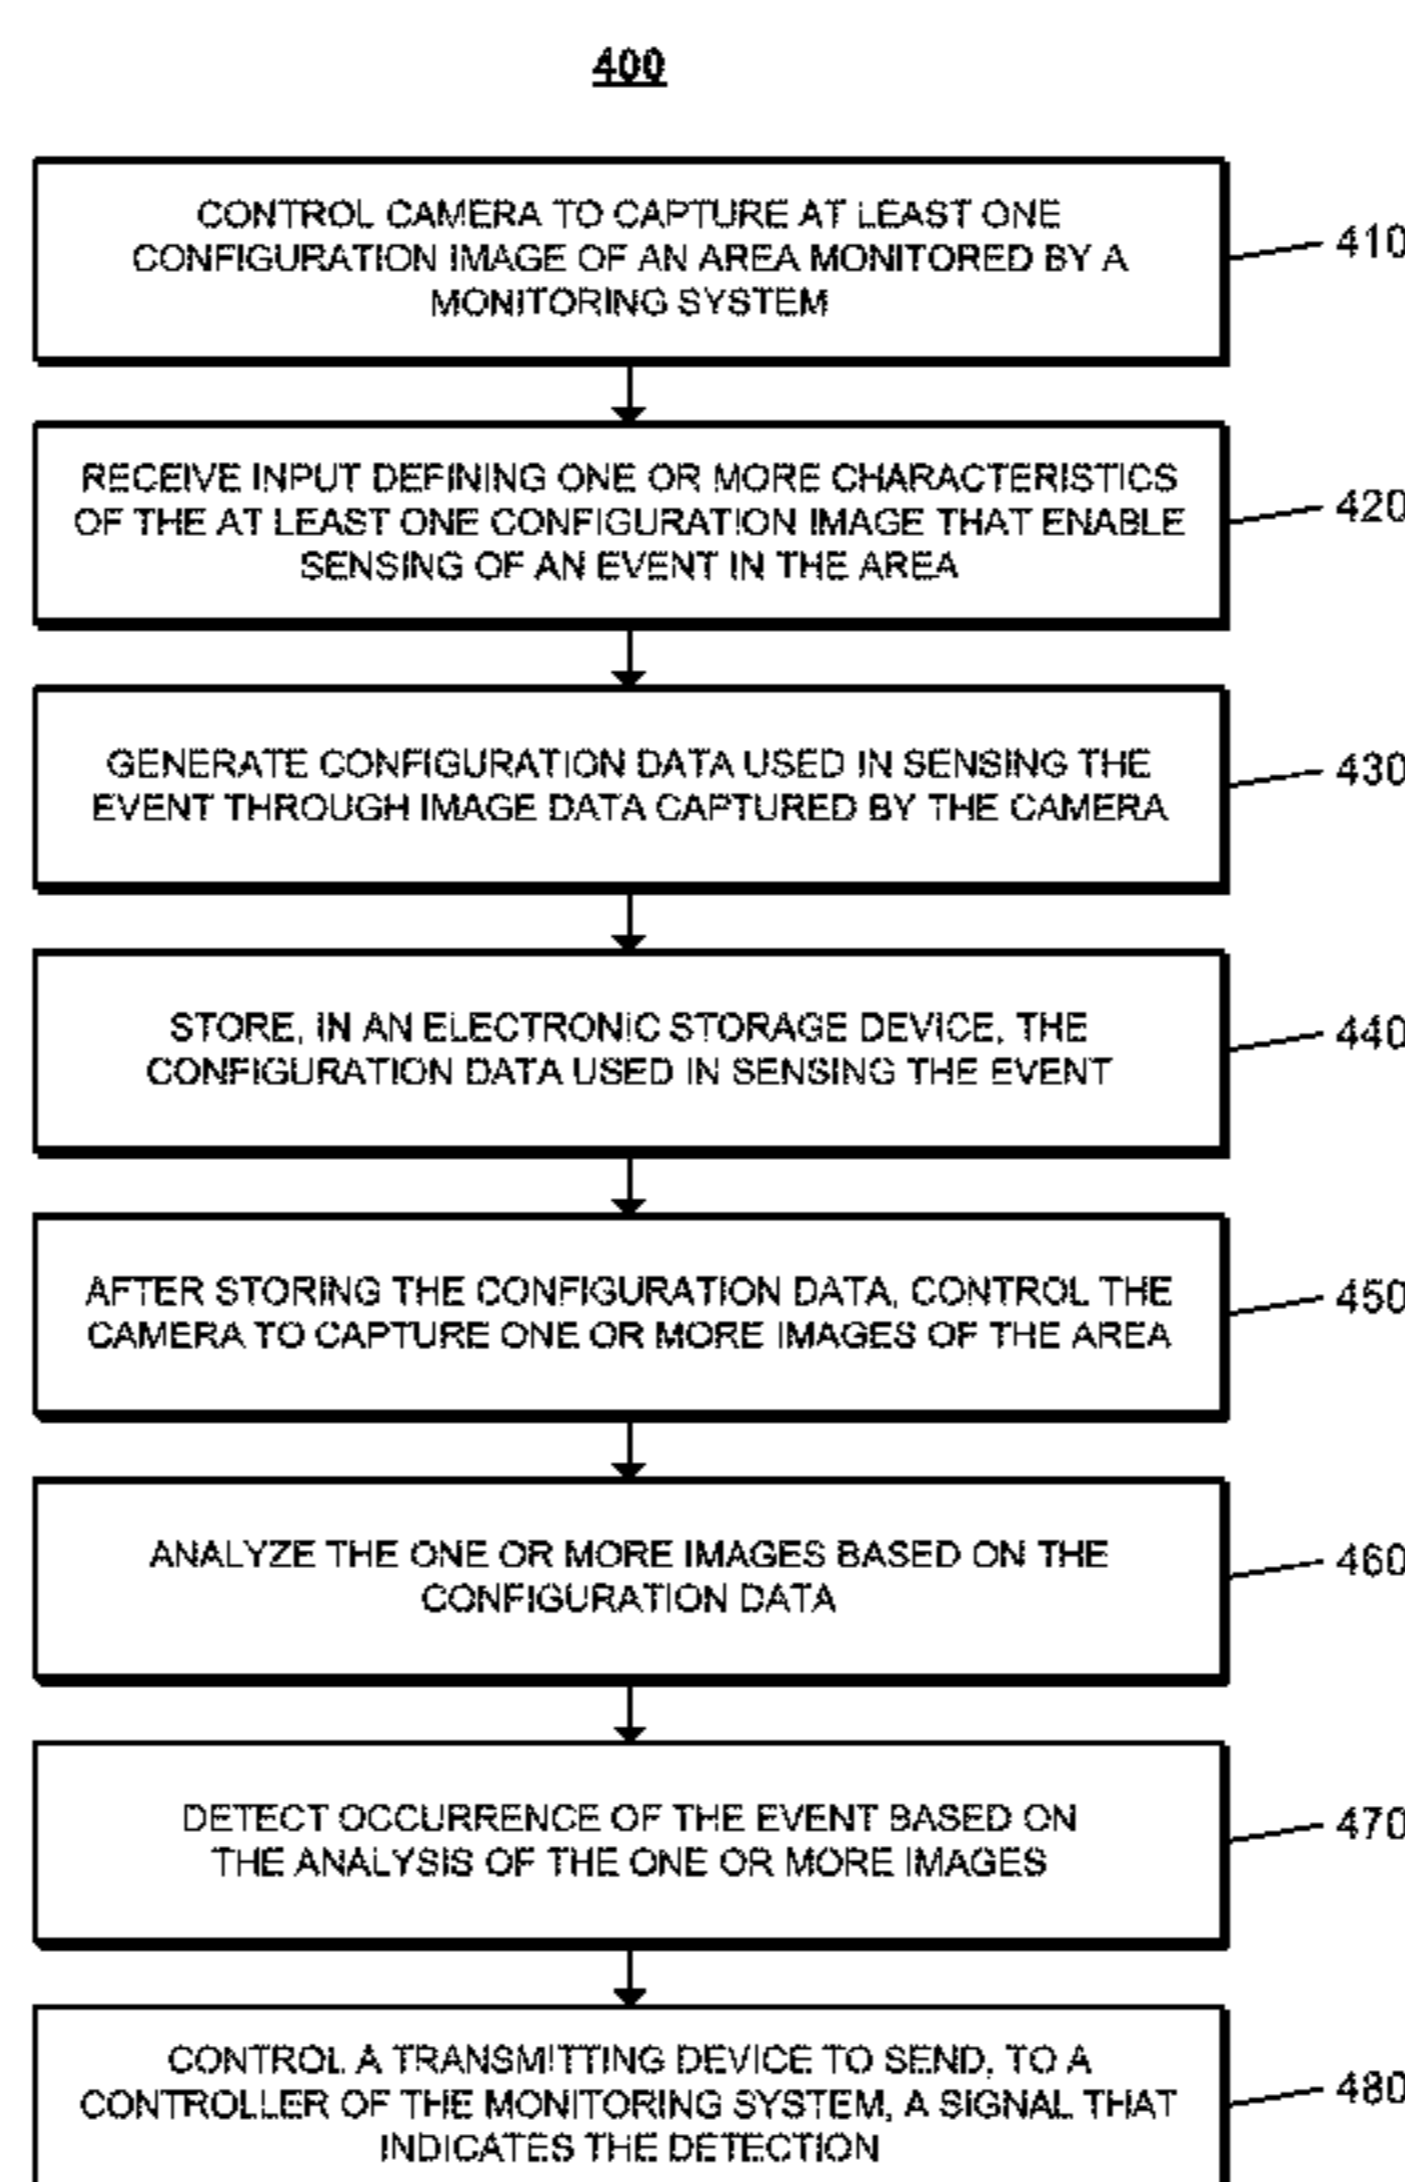 400
CONTROL CAMERA TO CAPTURE AT LEAST ONE
CONFIGURATION IMAGE OF AN AREA MONITORED BY A
MONITORING SYSTEM
410
RECEIVE INPUT DEFINING ONE OR MORE CHARACTERISTICS
OF THE AT LEAST ONE CONFIGURATION IMAGE THAT ENABLE
SENSING OF AN EVENT IN THE AREA
420
GENERATE CONFIGURATION DATA USED IN SENSING THE
EVENT THROUGH IMAGE DATA CAPTURED BY THE CAMERA
430
STORE, IN AN ELECTRONIC STORAGE DEVICE, THE
CONFIGURATION DATA USED IN SENSING THE EVENT
440
AFTER STORING THE CONFIGURATION DATA, CONTROL THE
CAMERA TO CAPTURE ONE OR MORE IMAGES OF THE AREA
450
ANALYZE THE ONE OR MORE IMAGES BASED ON THE
CONFIGURATION DATA
460
DETECT OCCURRENCE OF THE EVENT BASED ON
THE ANALYSIS OF THE ONE OR MORE IMAGES
470
CONTROL A TRANSMITTING DEVICE TO SEND, TO A
CONTROLLER OF THE MONITORING SYSTEM, A SIGNAL THAT
INDICATES THE DETECTION
480